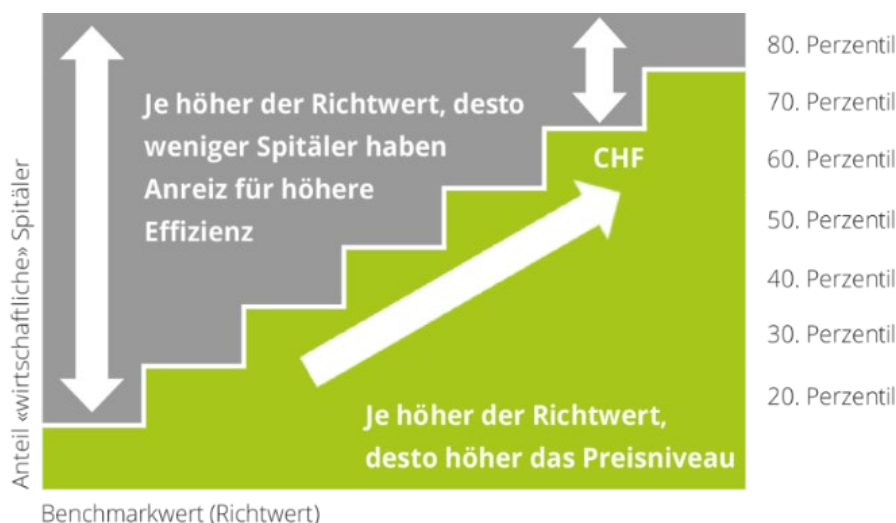 80. Perzentil
Je höher der Richtwert, desto
weniger Spitäler haben
Anreiz für höhere
Effizienz
70. Perzentil
CHF
60. Perzentil
50. Perzentil
40. Perzentil
30. Perzentil
20. Perzentil
Je höher der Richtwert,
desto höher das Preisniveau
Anteil «wirtschaftliche» Spitäler
Benchmarkwert (Richtwert)